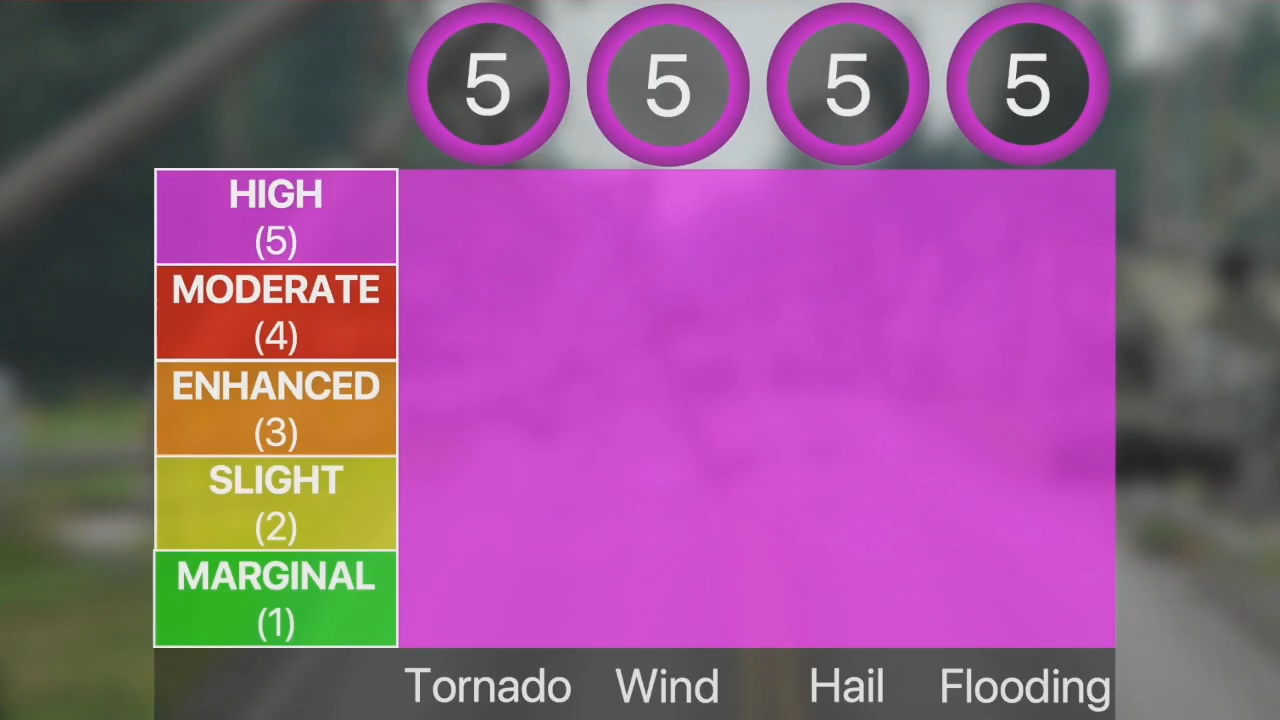 5 5 5 5
HIGH
(5)
MODERATE
(4)
ENHANCED
(3)
SLIGHT
(2)
MARGINAL
(1)
Tornado Wind Hail Flooding